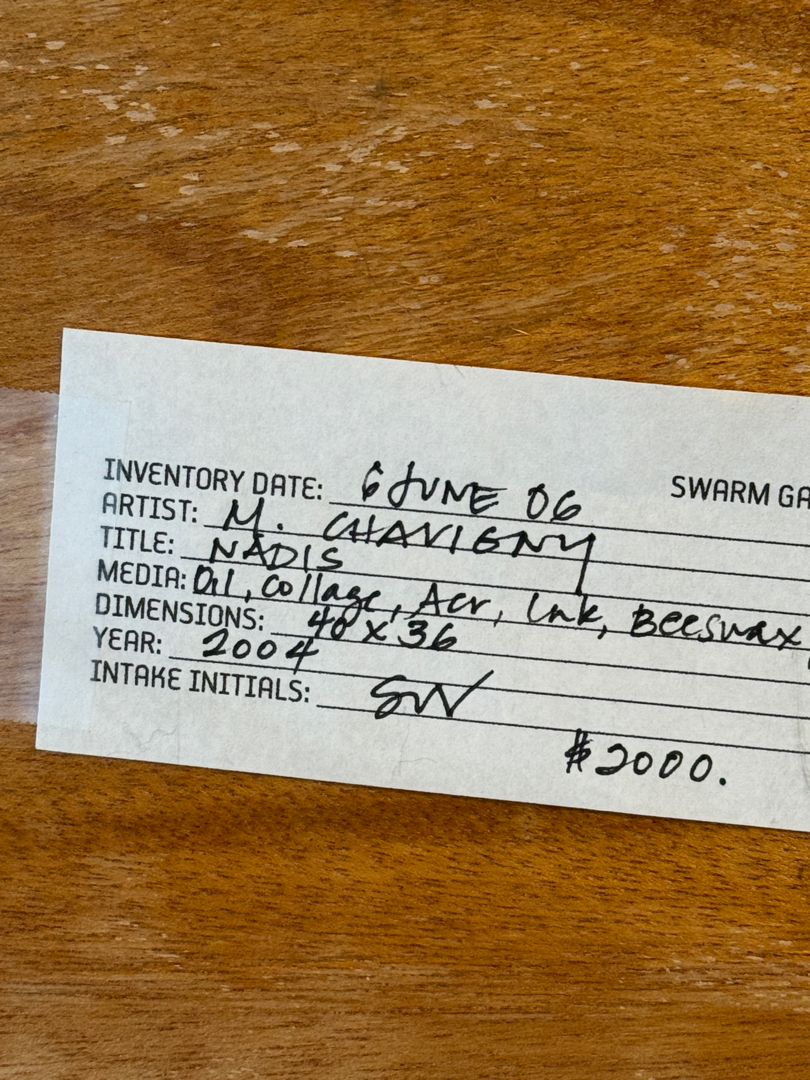 INVENTORY DATE: 6 JUNE 06 SWARM GA
ARTIST: M. CHAVIGNY
TITLE: NADIS
MEDIA: Oil, Collage, Acr, Ink, Beeswax,
DIMENSIONS: 40 x 36
YEAR: 2004
INTAKE INITIALS: SW
$2000.